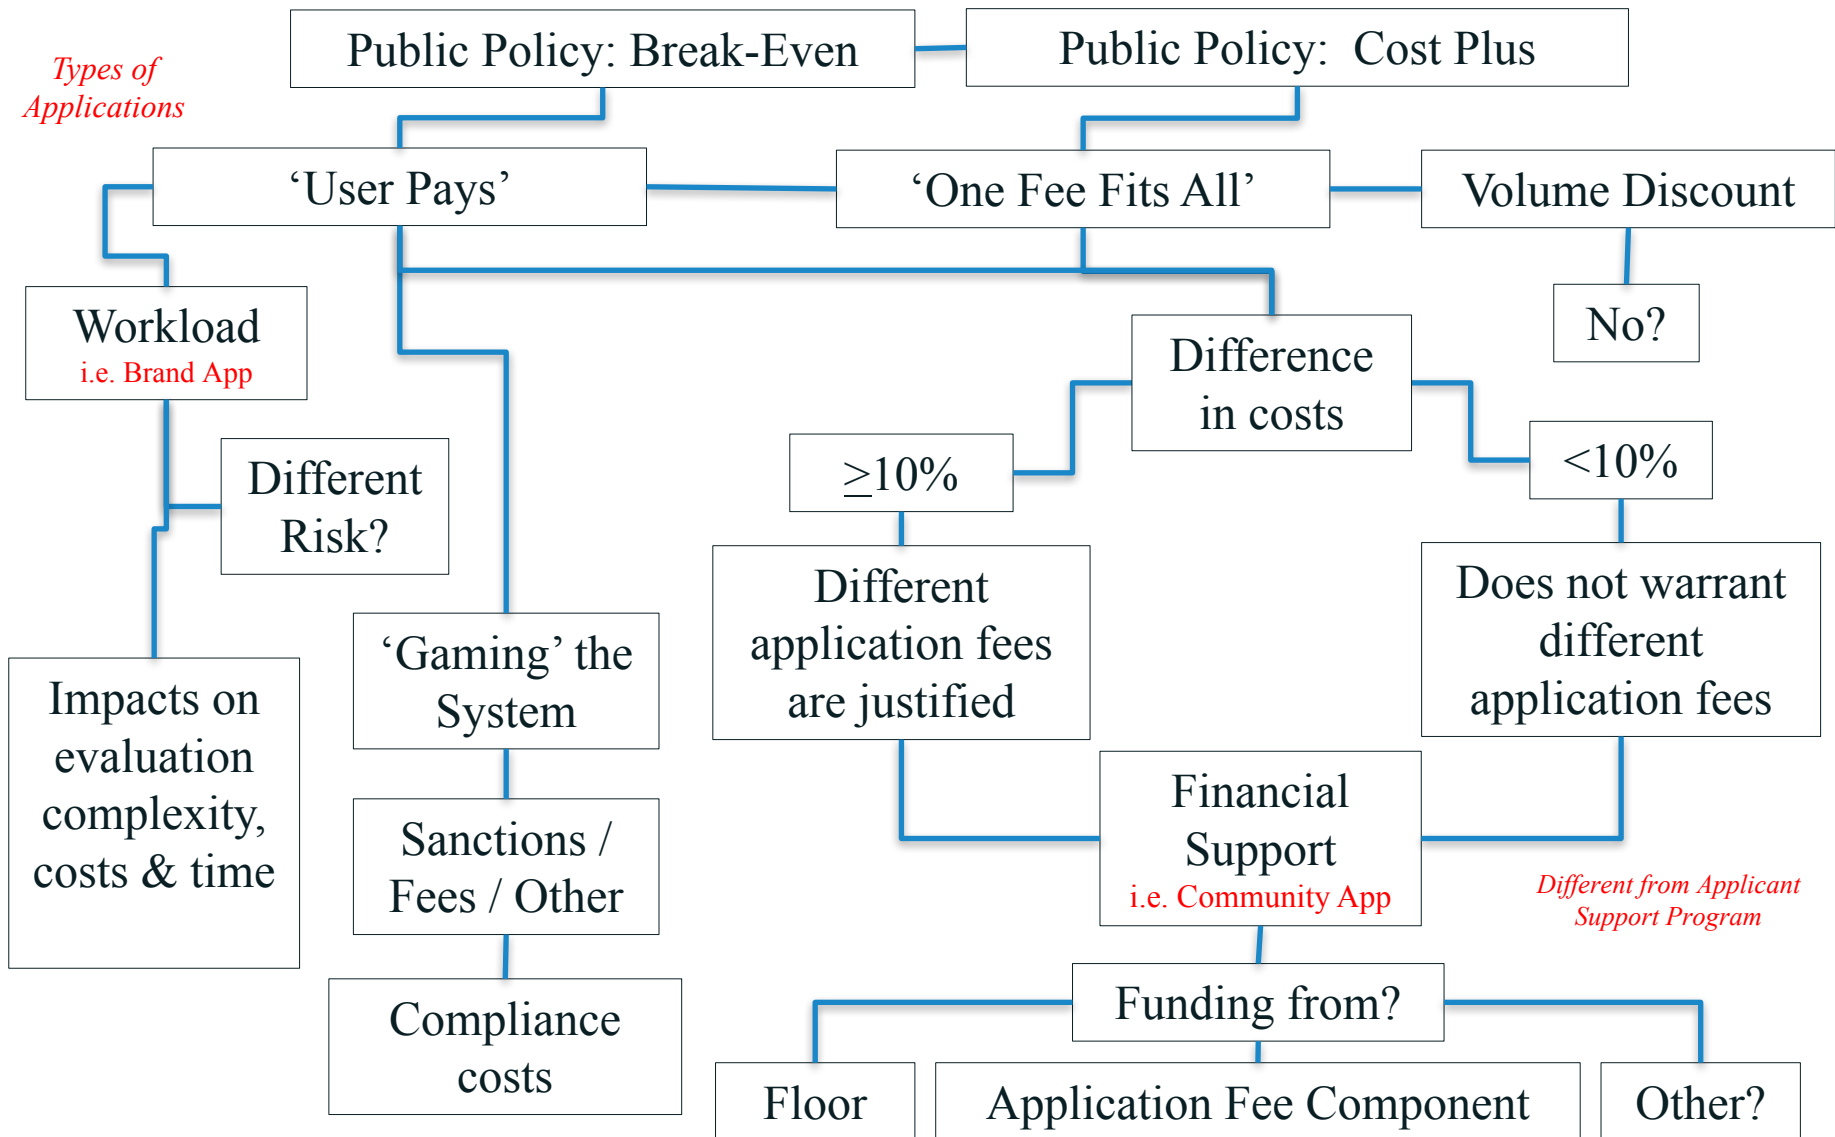 Public Policy: Break-Even
Public Policy:  Cost Plus
Types of
Applications
‘User Pays’
‘One Fee Fits All’
Volume Discount
Workload
i.e. Brand App
No?
Difference
in costs
Different
Risk?
≥10%
<10%
Different
application fees
are justified
Does not warrant
different
application fees
‘Gaming’ the
System
Impacts on
evaluation
complexity,
costs & time
Sanctions /
Fees / Other
Financial
Support
i.e. Community App
Different from Applicant
Support Program
Compliance
costs
Funding from?
Floor
Application Fee Component
Other?